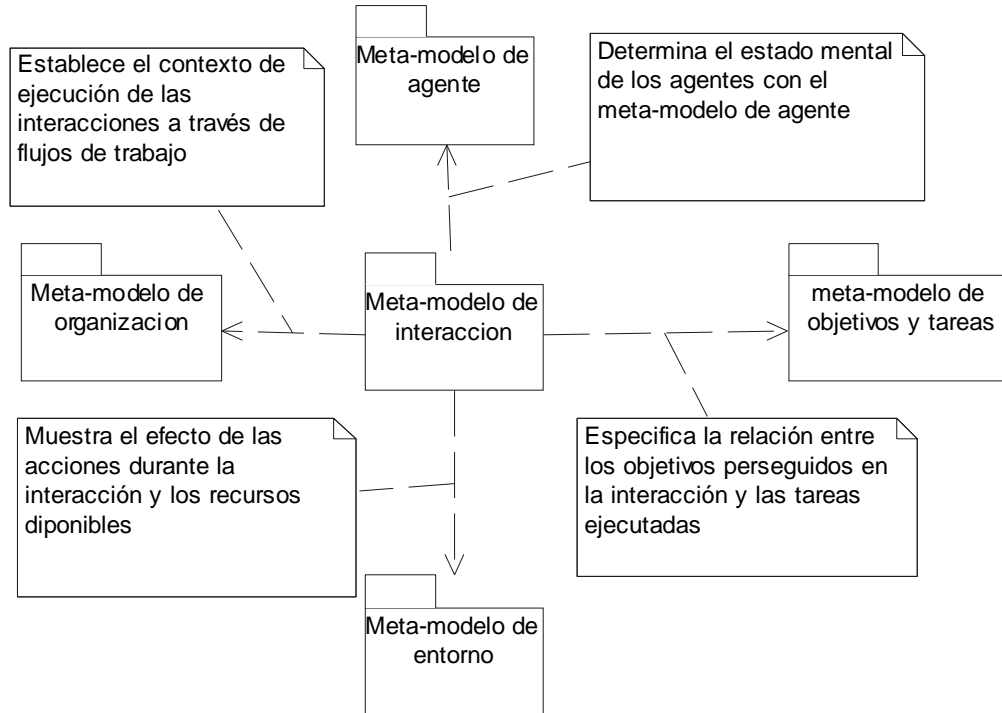 Meta-modelo de
agente
Establece el contexto de
ejecución de las
interacciones a través de
flujos de trabajo
Determina el estado mental
de los agentes con el
meta-modelo de agente
Meta-modelo de
organizacion
Meta-modelo de
interaccion
meta-modelo de
objetivos y tareas
Muestra el efecto de las
acciones durante la
interacción y los recursos
diponibles
Especifica la relación entre
los objetivos perseguidos en
la interacción y las tareas
ejecutadas
Meta-modelo de
entorno